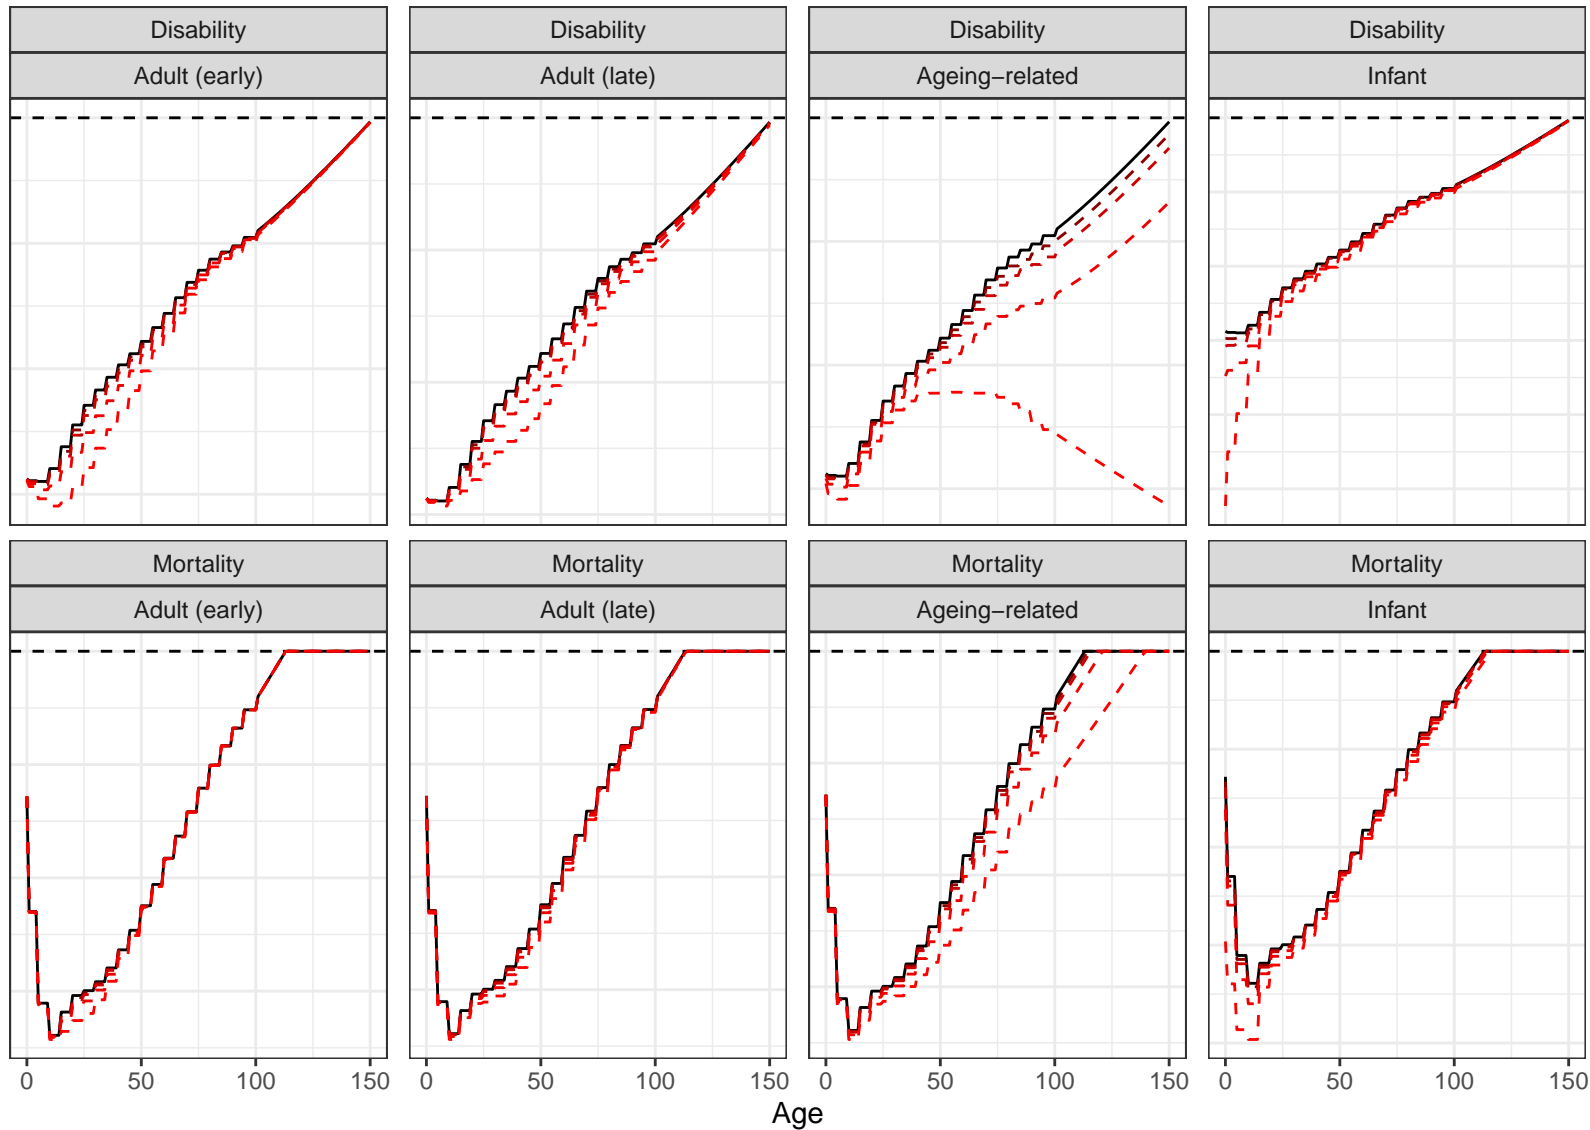 Disability Disability Disability Disability
Adult (early) Adult (late) Ageing−related Infant
Mortality Mortality Mortality Mortality
Adult (early) Adult (late) Ageing−related Infant
0 50 100 150 0 50 100 150 0 50 100 150 0 50 100 150
Age